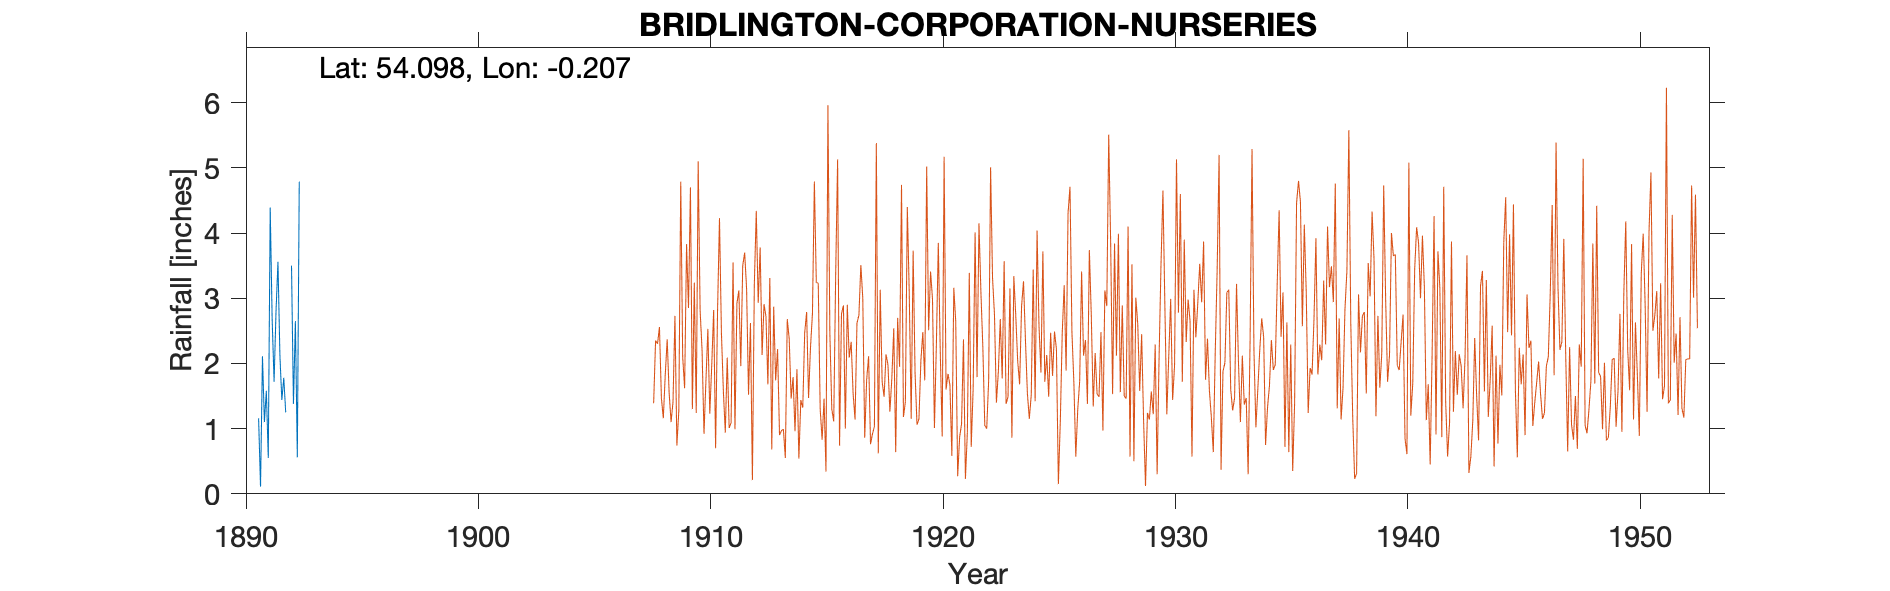 BRIDLINGTON-CORPORATION-NURSERIES
Lat: 54.098, Lon: -0.207
Rainfall [inches]
6
5
4
3
2
1
0
1890 1900 1910 1920 1930 1940 1950
Year